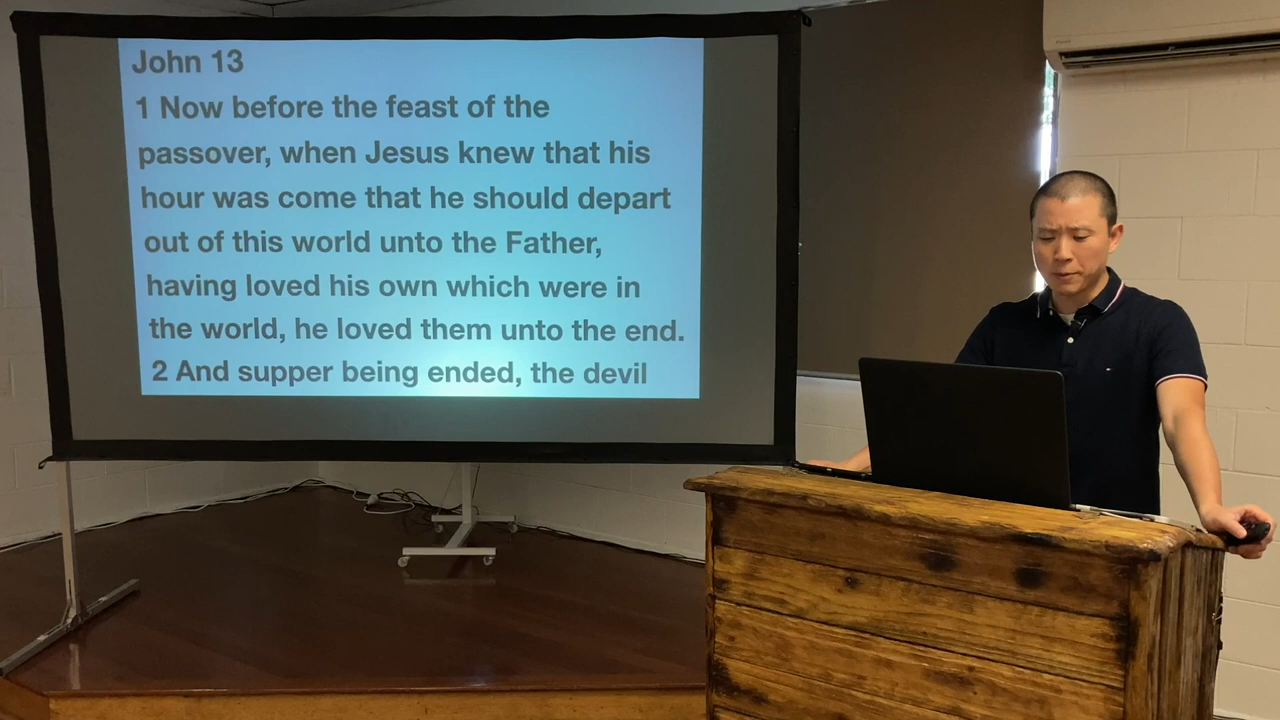 John 13
1 Now before the feast of the
passover, when Jesus knew that his
hour was come that he should depart
out of this world unto the Father,
having loved his own which were in
the world, he loved them unto the end.
2 And supper being ended, the devil